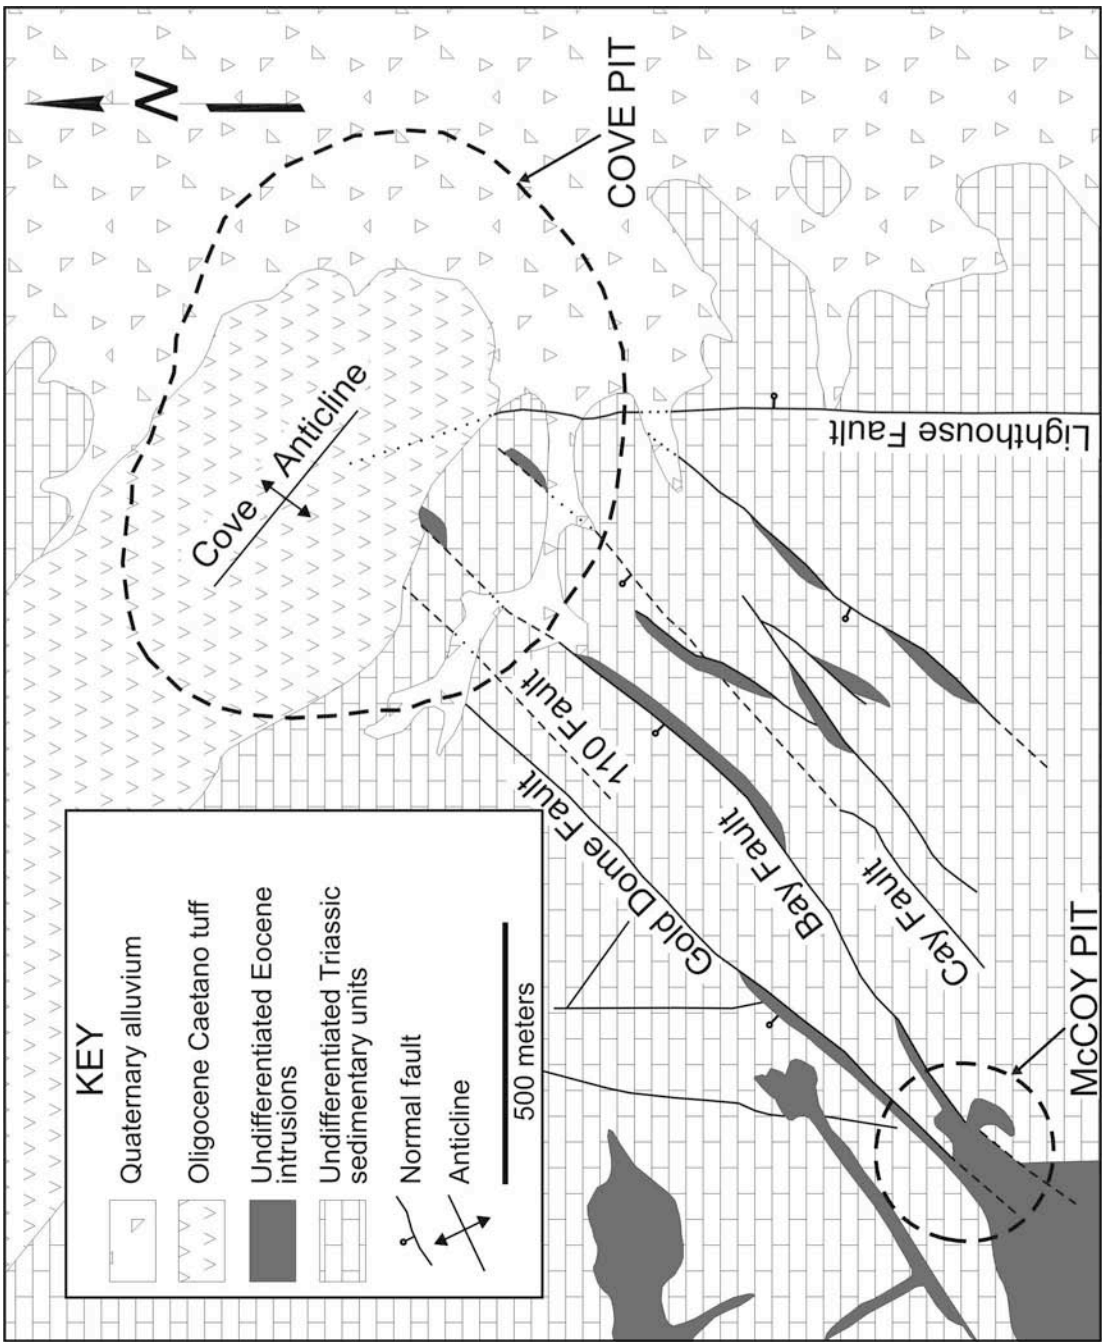 N
COVE PIT
Cove Anticline
Lighthouse Fault
110 Fault
Gold Dome Fault
Bay Fault
Cay Fault
McCOY PIT
KEY
Quaternary alluvium
Oligocene Caetano tuff
Undifferentiated Eocene
intrusions
Undifferentiated Triassic
sedimentary units
Normal fault
Anticline
500 meters